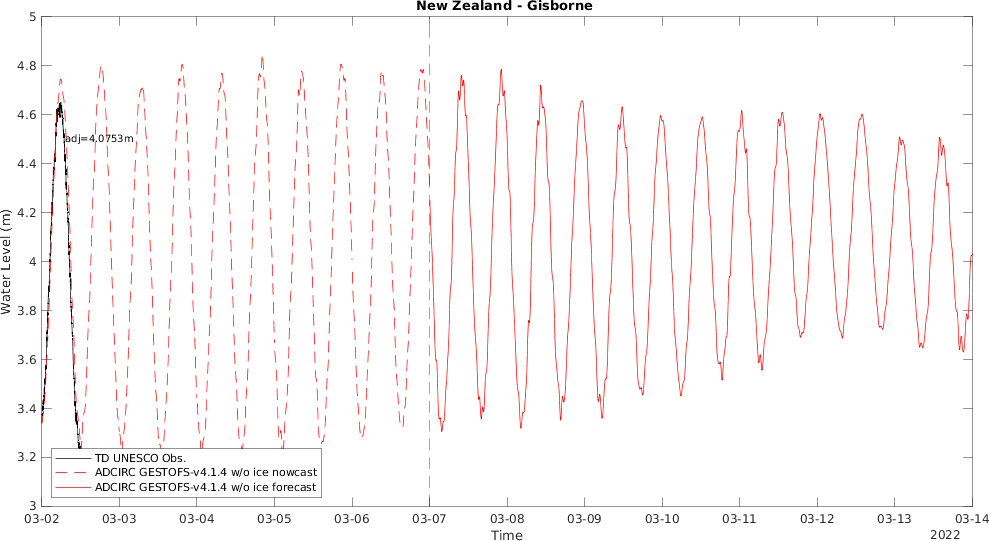 New Zealand - Gisborne
5
4.8
4.6
adj=4.0753m
4.4
4.2
Water Level (m)
4
3.8
3.6
3.4
3.2
3
TD UNESCO Obs.
ADCIRC GESTOFS-v4.1.4 w/o ice nowcast
ADCIRC GESTOFS-v4.1.4 w/o ice forecast
03-02 03-03 03-04 03-05 03-06 03-07 03-08 03-09 03-10 03-11 03-12 03-13 03-14
Time
2022